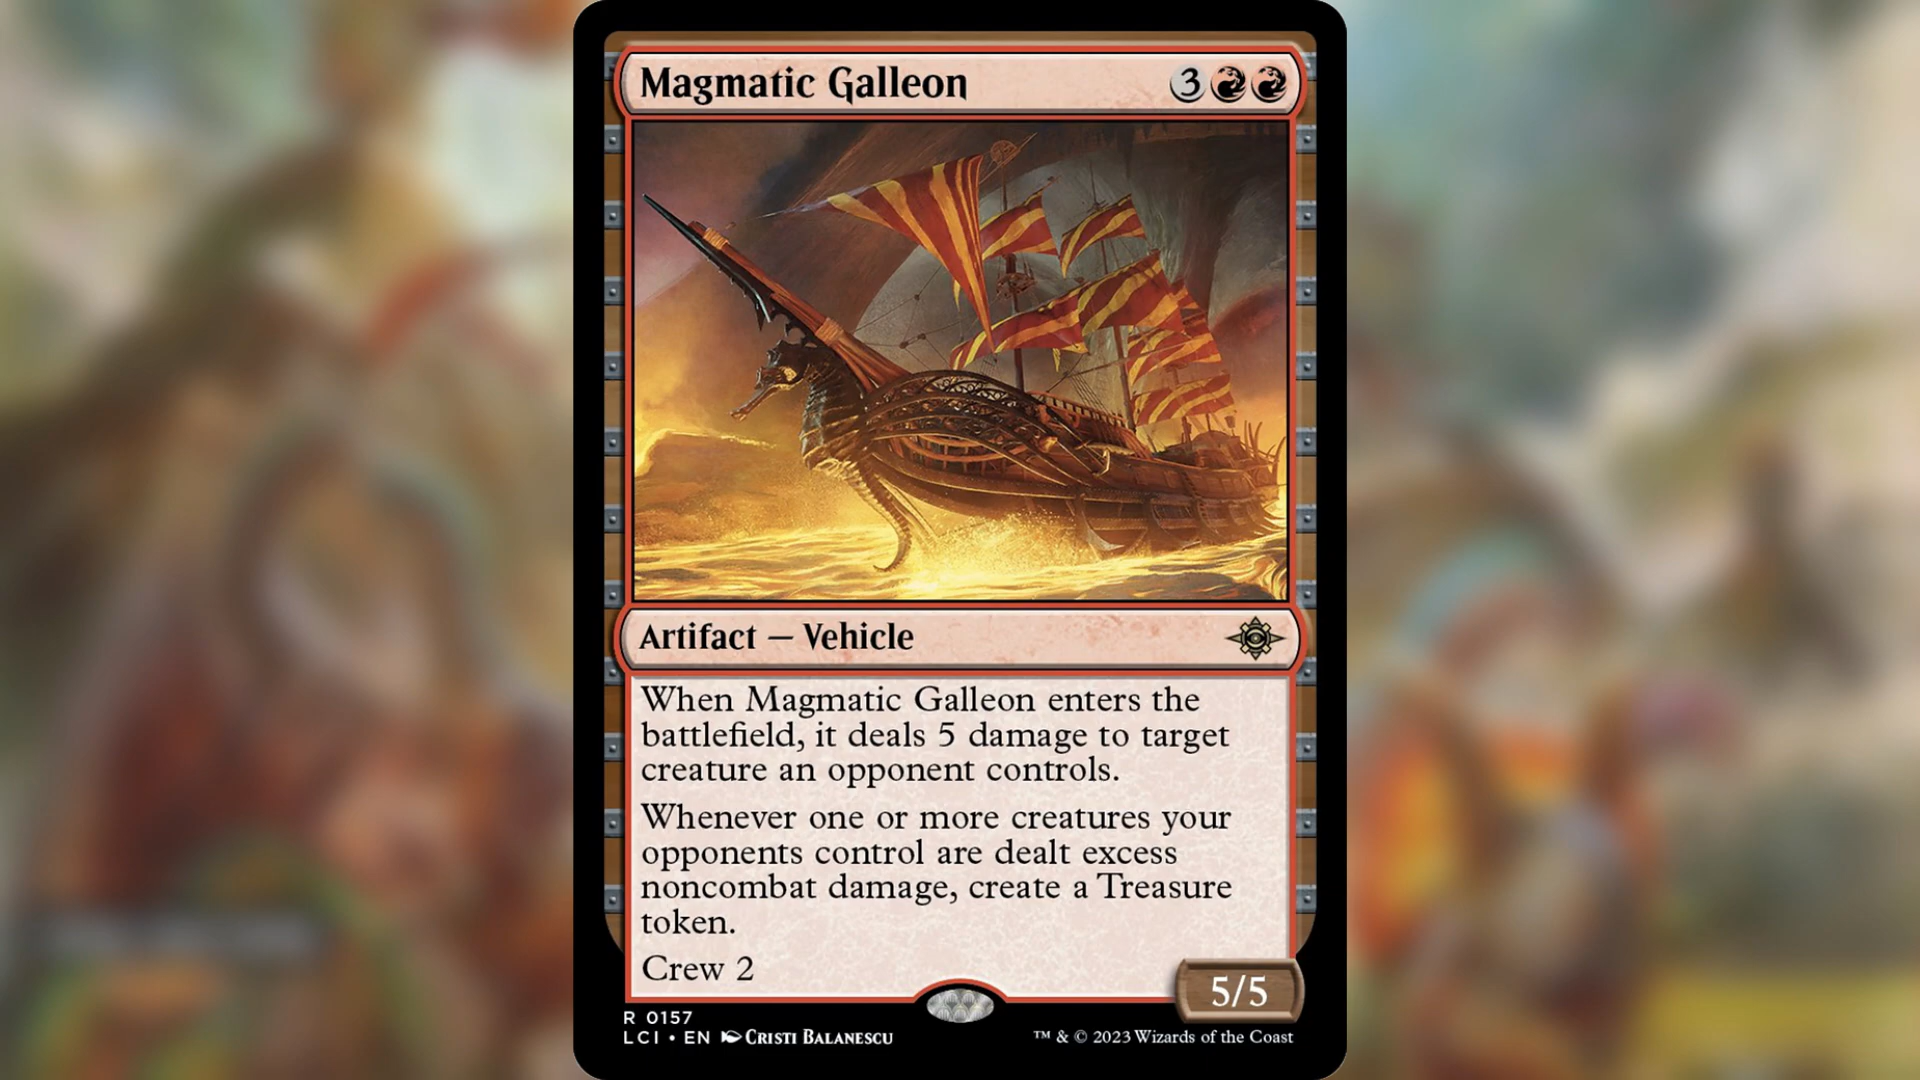 Magmatic Galleon 3
Artifact — Vehicle
When Magmatic Galleon enters the
battlefield, it deals 5 damage to target
creature an opponent controls.
Whenever one or more creatures your
opponents control are dealt excess
noncombat damage, create a Treasure
token.
Crew 2
5/5
R 0157
LCI • EN Cristi Balanescu
™ & © 2023 Wizards of the Coast